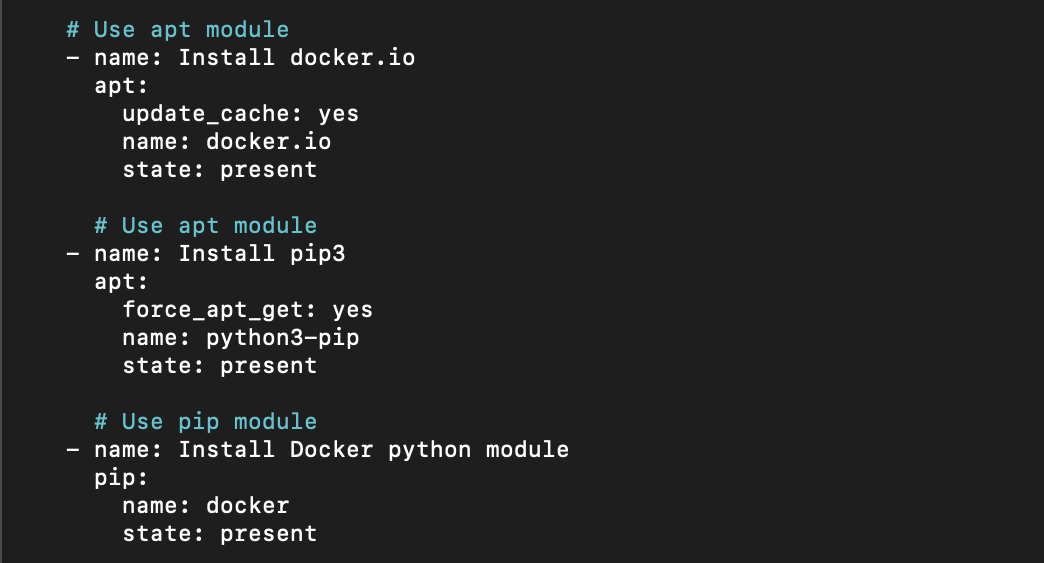 # Use apt module
- name: Install docker.io
  apt:
    update_cache: yes
    name: docker.io
    state: present

  # Use apt module
- name: Install pip3
  apt:
    force_apt_get: yes
    name: python3-pip
    state: present

  # Use pip module
- name: Install Docker python module
  pip:
    name: docker
    state: present